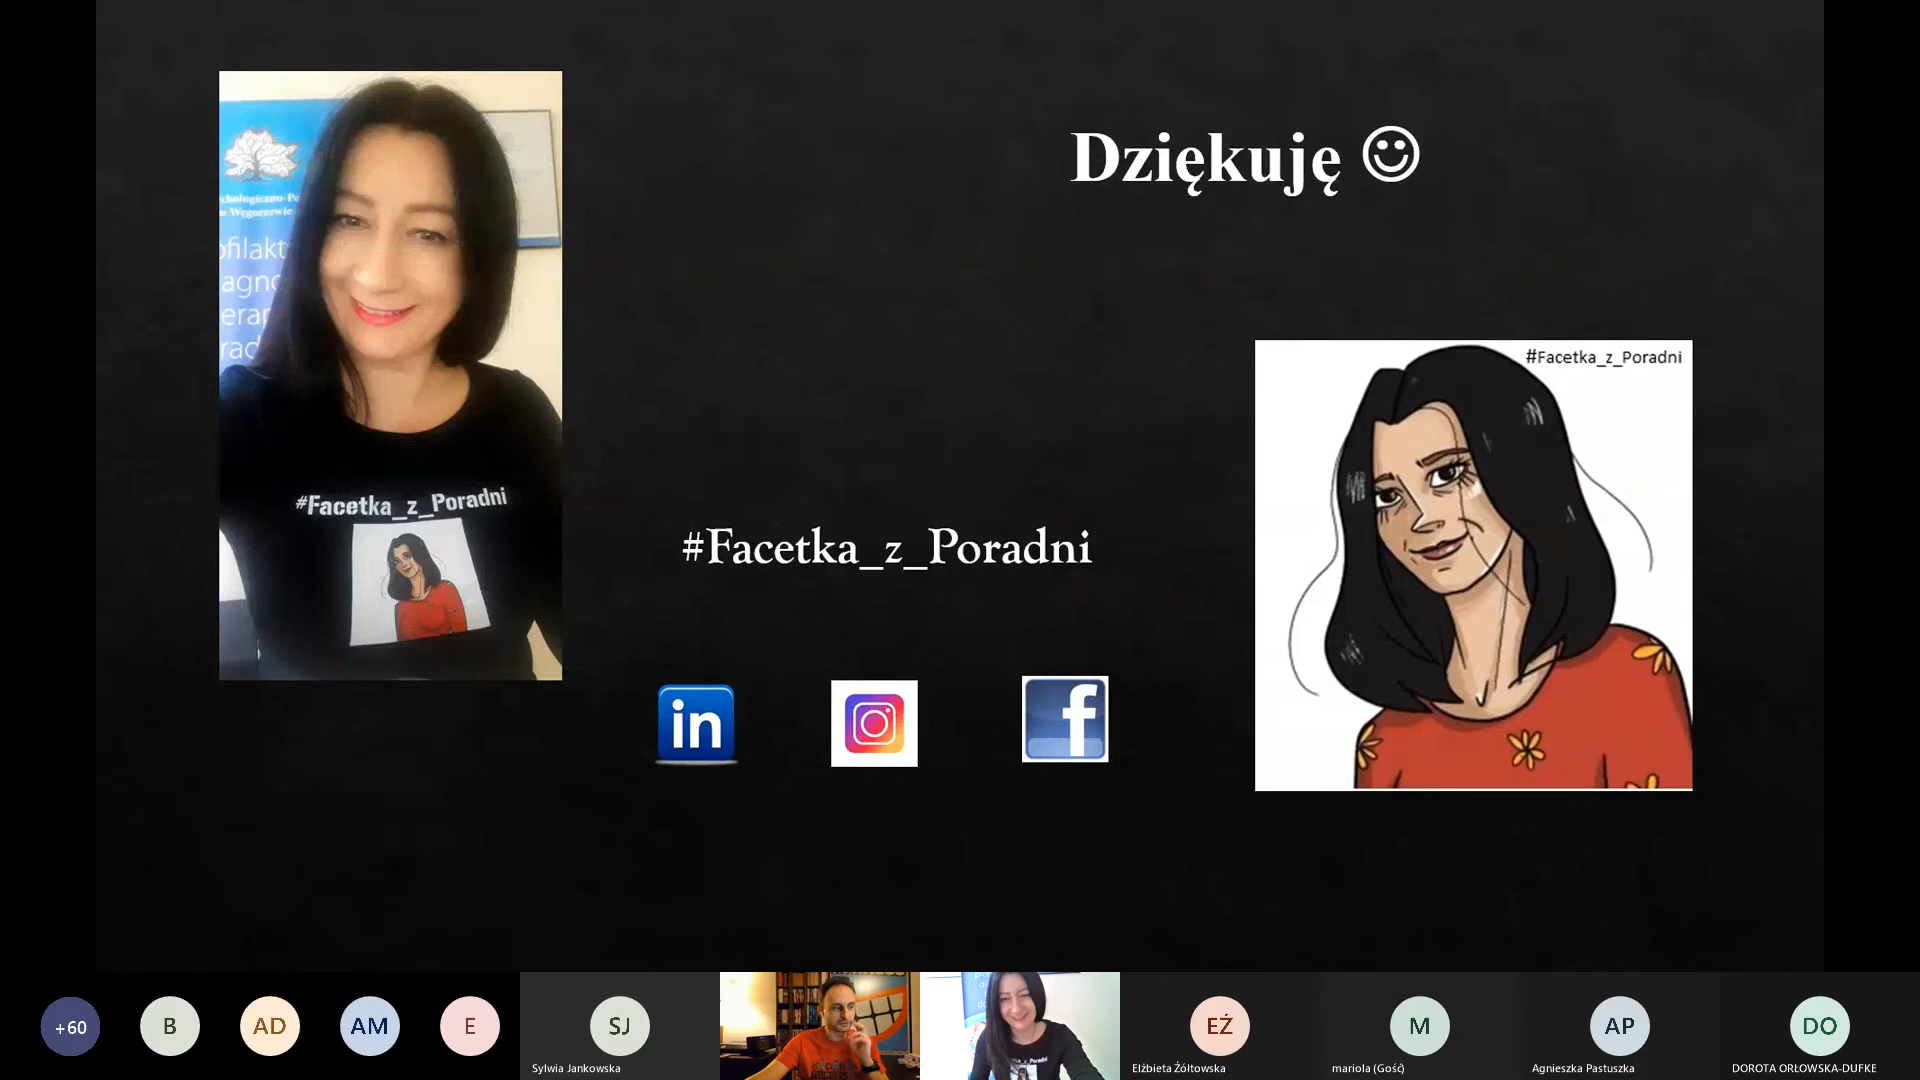 Dziękuję ☺
#Facetka_z_Poradni
#Facetka_z_Poradni
#Facetka_z_Poradni
in
f
+60
B
AD
AM
E
SJ
EŻ
M
AP
DO
Sylwia Jankowska
Elżbieta Żółtowska
mariola (Gość)
Agnieszka Pastuszka
DOROTA ORŁOWSKA-DUFKE